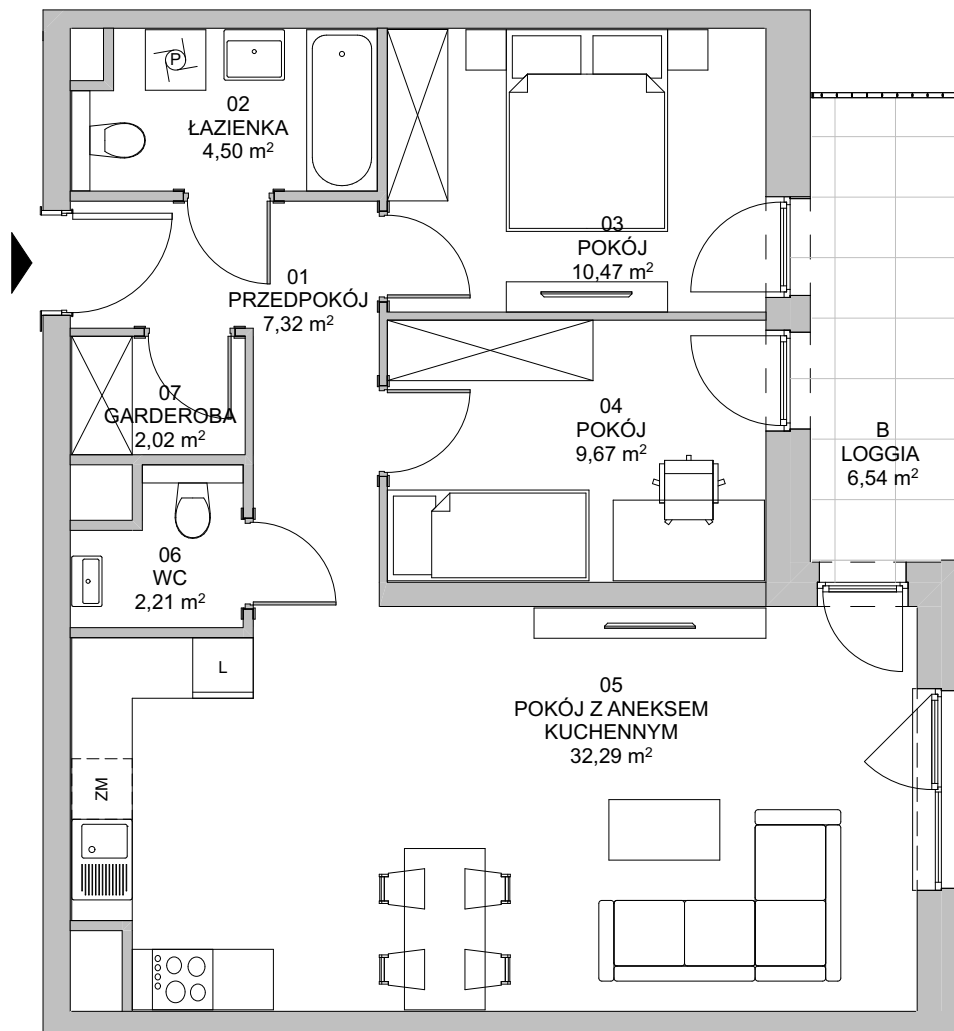 P
02
ŁAZIENKA
4,50 m²
03
POKÓJ
10,47 m²
01
PRZEDPOKÓJ
7,32 m²
07
GARDEROBA
2,02 m²
04
POKÓJ
9,67 m²
B
LOGGIA
6,54 m²
06
WC
2,21 m²
L
05
POKÓJ Z ANEKSEM
KUCHENNYM
32,29 m²
ZM